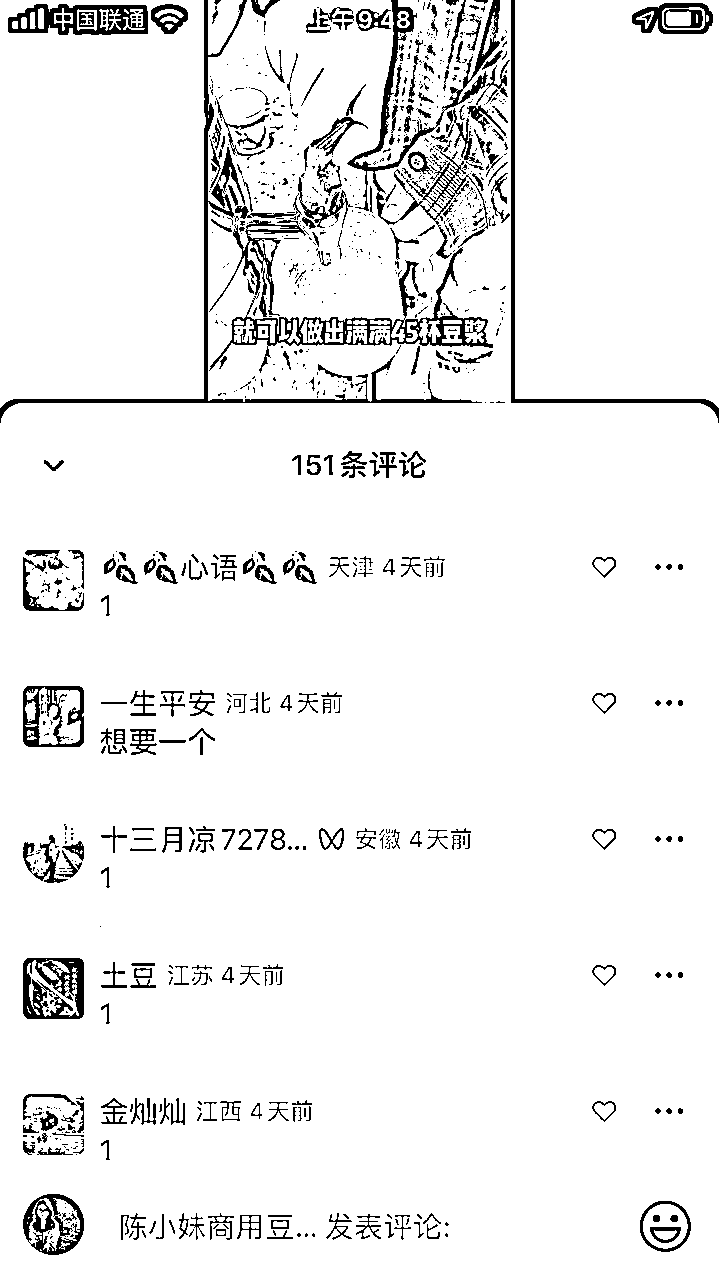 中国联通
上午9:48
就可以做出满满45杯豆浆
151条评论
心语 天津 4天前
1
一生平安 河北 4天前
想要一个
十三月凉7278... 安徽 4天前
1
土豆 江苏 4天前
1
金灿灿 江西 4天前
1
陈小妹商用豆... 发表评论: